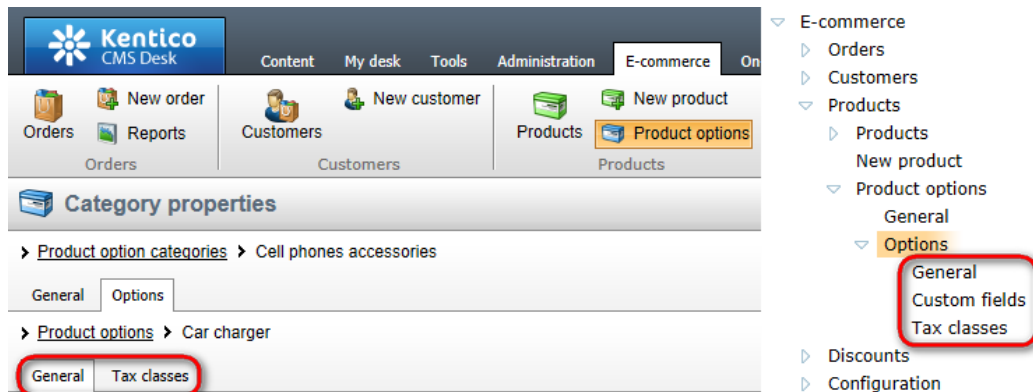 Kentico
CMS Desk
Content My desk Tools Administration E-commerce On
New order New customer New product
Orders Reports Customers Products Product options
Orders Customers Products
Category properties
> Product option categories > Cell phones accessories
General Options
> Product options > Car charger
General Tax classes
E-commerce
Orders
Customers
Products
Products
New product
Product options
General
Options
General
Custom fields
Tax classes
Discounts
Configuration